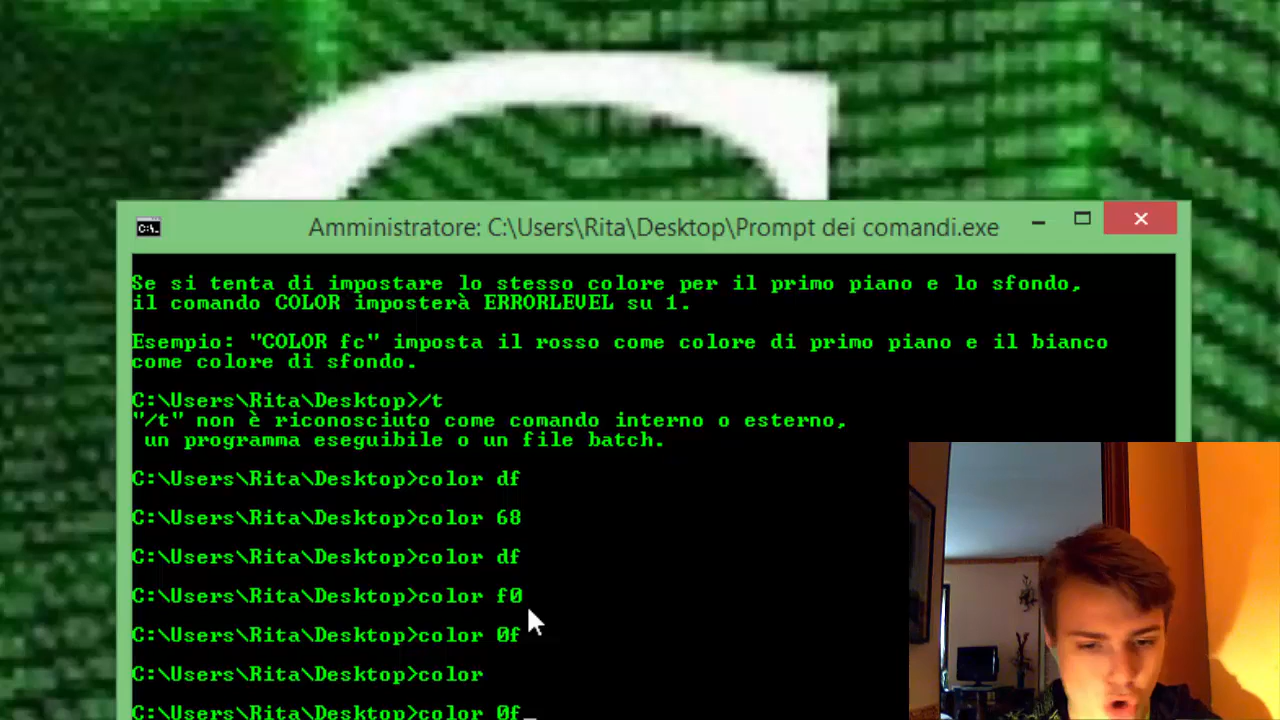 Amministratore: C:\Users\Rita\Desktop\Prompt dei comandi.exe
Se si tenta di impostare lo stesso colore per il primo piano e lo sfondo,
il comando COLOR imposterà ERRORLEVEL su 1.
Esempio: "COLOR fc" imposta il rosso come colore di primo piano e il bianco
come colore di sfondo.
C:\Users\Rita\Desktop>/t
"/t" non è riconosciuto come comando interno o esterno,
un programma eseguibile o un file batch.
C:\Users\Rita\Desktop>color df
C:\Users\Rita\Desktop>color 68
C:\Users\Rita\Desktop>color df
C:\Users\Rita\Desktop>color f0
C:\Users\Rita\Desktop>color 0f
C:\Users\Rita\Desktop>color
C:\Users\Rita\Desktop>color 0f_